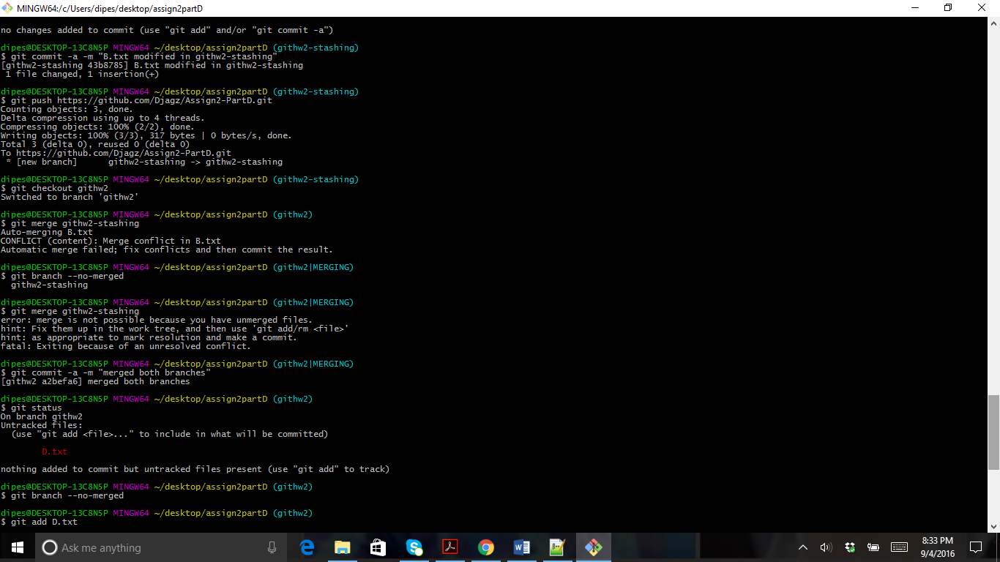 MINGW64:/c/Users/dipes/desktop/assign2partD
no changes added to commit (use "git add" and/or "git commit -a")
dipes@DESKTOP-13C8N5P MINGW64 ~/desktop/assign2partD (githw2-stashing)
$ git commit -a -m "B.txt modified in githw2-stashing"
[githw2-stashing 43b8785] B.txt modified in githw2-stashing
1 file changed, 1 insertion(+)
dipes@DESKTOP-13C8N5P MINGW64 ~/desktop/assign2partD (githw2-stashing)
$ git push https://github.com/Djagz/Assign2-PartD.git
Counting objects: 3, done.
Delta compression using up to 4 threads.
Compressing objects: 100% (2/2), done.
Writing objects: 100% (3/3), 317 bytes | 0 bytes/s, done.
Total 3 (delta 0), reused 0 (delta 0)
To https://github.com/Djagz/Assign2-PartD.git
* [new branch]      githw2-stashing -> githw2-stashing
dipes@DESKTOP-13C8N5P MINGW64 ~/desktop/assign2partD (githw2-stashing)
$ git checkout githw2
Switched to branch 'githw2'
dipes@DESKTOP-13C8N5P MINGW64 ~/desktop/assign2partD (githw2)
$ git merge githw2-stashing
Auto-merging B.txt
CONFLICT (content): Merge conflict in B.txt
Automatic merge failed; fix conflicts and then commit the result.
dipes@DESKTOP-13C8N5P MINGW64 ~/desktop/assign2partD (githw2|MERGING)
$ git branch --no-merged
githw2-stashing
dipes@DESKTOP-13C8N5P MINGW64 ~/desktop/assign2partD (githw2|MERGING)
$ git merge githw2-stashing
error: merge is not possible because you have unmerged files.
hint: Fix them up in the work tree, and then use 'git add/rm <file>'
hint: as appropriate to mark resolution and make a commit.
fatal: Exiting because of an unresolved conflict.
dipes@DESKTOP-13C8N5P MINGW64 ~/desktop/assign2partD (githw2|MERGING)
$ git commit -a -m "merged both branches"
[githw2 a2befa6] merged both branches
dipes@DESKTOP-13C8N5P MINGW64 ~/desktop/assign2partD (githw2)
$ git status
On branch githw2
Untracked files:
(use "git add <file>..." to include in what will be committed)
D.txt
nothing added to commit but untracked files present (use "git add" to track)
dipes@DESKTOP-13C8N5P MINGW64 ~/desktop/assign2partD (githw2)
$ git branch --no-merged
dipes@DESKTOP-13C8N5P MINGW64 ~/desktop/assign2partD (githw2)
$ git add D.txt
Ask me anything
8:33 PM
9/4/2016